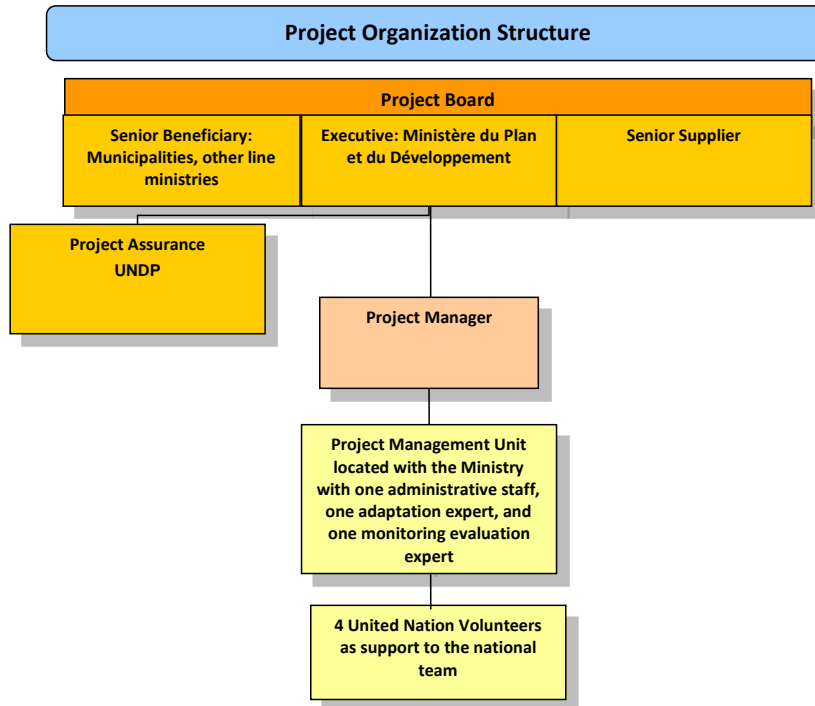 Project Organization Structure
Project Board
Senior Beneficiary:
Municipalities, other line
ministries
Executive: Ministère du Plan
et du Développement
Senior Supplier
Project Assurance
UNDP
Project Manager
Project Management Unit
located with the Ministry
with one administrative staff,
one adaptation expert, and
one monitoring evaluation
expert
4 United Nation Volunteers
as support to the national
team